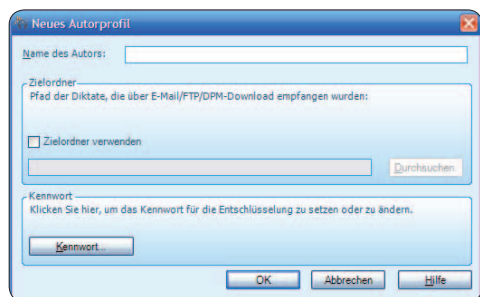 Neues Autorprofil
Name des Autors:
Zielordner
Pfad der Diktate, die über E-Mail/FTP/DPM-Download empfangen wurden:
Zielordner verwenden
Durchsuchen
Kennwort
Klicken Sie hier, um das Kennwort für die Entschlüsselung zu setzen oder zu ändern.
Kennwort...
OK Abbrechen Hilfe